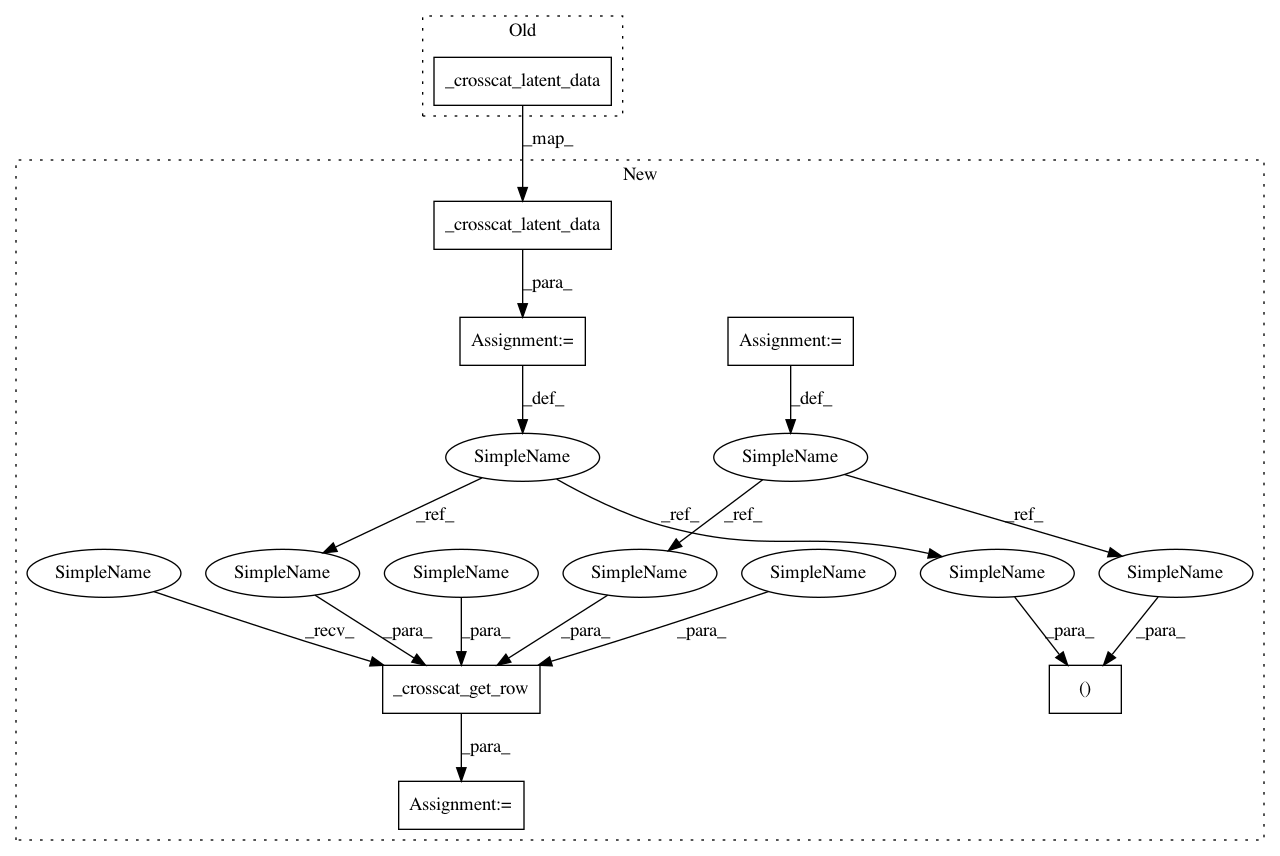 Old
_crosscat_latent_data
_map_
New
_crosscat_latent_data
_para_
Assignment:= Assignment:=
_def_ _def_
SimpleName SimpleName
_ref_ _ref_ _ref_ _ref_
SimpleName SimpleName SimpleName SimpleName SimpleName SimpleName SimpleName
_recv_ _para_ _para_ _para_ _para_ _para_ _para_
_crosscat_get_row ()
_para_
Assignment:=